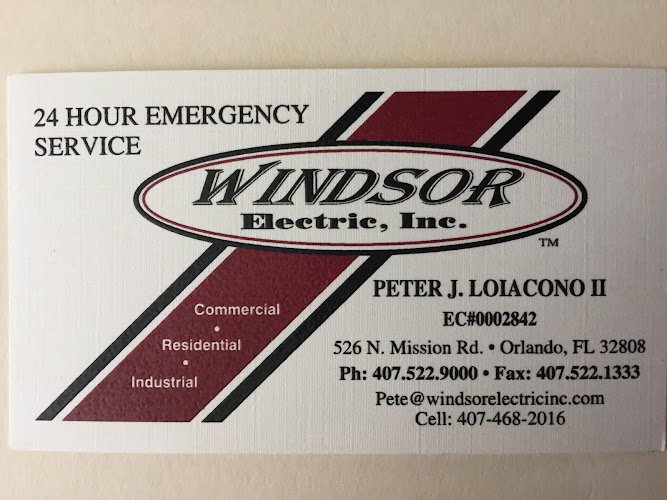 24 HOUR EMERGENCY
SERVICE
WINDSOR
Electric, Inc.
TM
Commercial
•
Residential
•
Industrial
PETER J. LOIACONO II
EC#0002842
526 N. Mission Rd. • Orlando, FL 32808
Ph: 407.522.9000 • Fax: 407.522.1333
Pete@windsorelectricinc.com
Cell: 407-468-2016